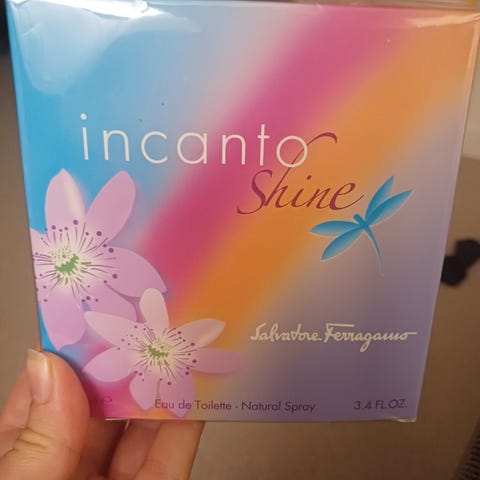 incanto
Shine
Salvatore Ferragamo
Eau de Toilette - Natural Spray 3.4 FL.OZ.